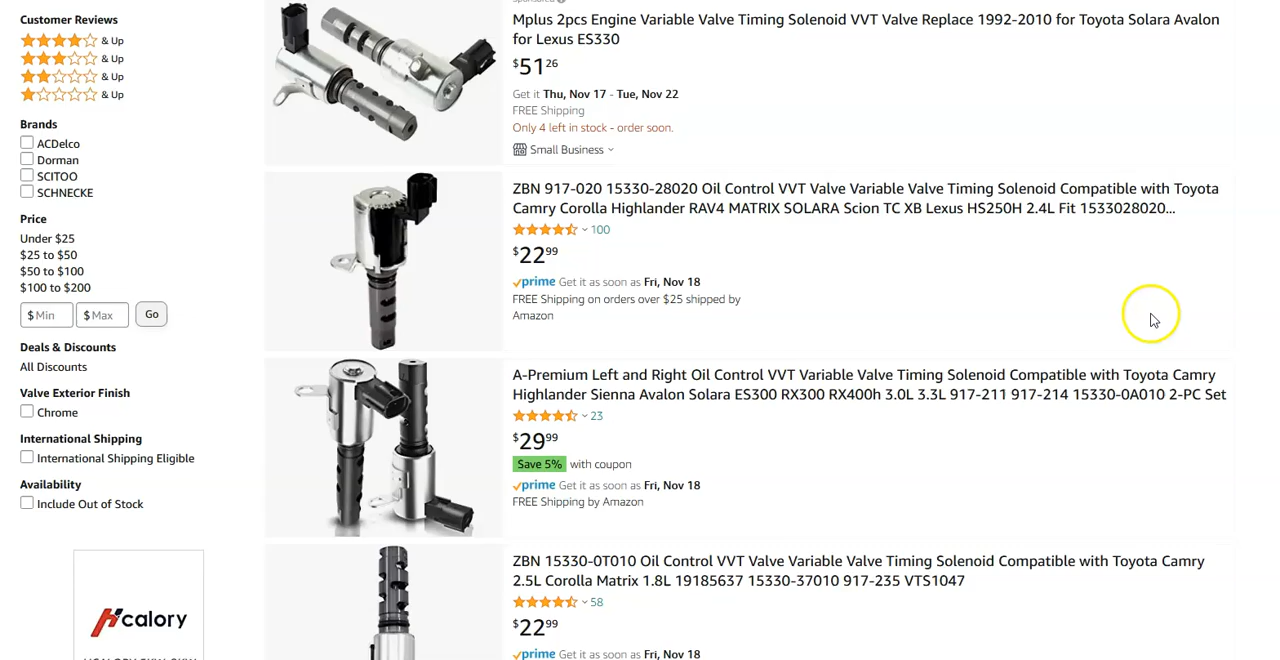 Customer Reviews
& Up
& Up
& Up
& Up
Brands
ACDelco
Dorman
SCITOO
SCHNECKE
Price
Under $25
$25 to $50
$50 to $100
$100 to $200
$ Min $ Max Go
Deals & Discounts
All Discounts
Valve Exterior Finish
Chrome
International Shipping
International Shipping Eligible
Availability
Include Out of Stock
hcalory
Mplus 2pcs Engine Variable Valve Timing Solenoid VVT Valve Replace 1992-2010 for Toyota Solara Avalon
for Lexus ES330
$51 26
Get it Thu, Nov 17 - Tue, Nov 22
FREE Shipping
Only 4 left in stock - order soon.
Small Business
ZBN 917-020 15330-28020 Oil Control VVT Valve Variable Valve Timing Solenoid Compatible with Toyota
Camry Corolla Highlander RAV4 MATRIX SOLARA Scion TC XB Lexus HS250H 2.4L Fit 1533028020...
100
$22 99
prime Get it as soon as Fri, Nov 18
FREE Shipping on orders over $25 shipped by
Amazon
A-Premium Left and Right Oil Control VVT Variable Valve Timing Solenoid Compatible with Toyota Camry
Highlander Sienna Avalon Solara ES300 RX300 RX400h 3.0L 3.3L 917-211 917-214 15330-0A010 2-PC Set
23
$29 99
Save 5% with coupon
prime Get it as soon as Fri, Nov 18
FREE Shipping by Amazon
ZBN 15330-0T010 Oil Control VVT Valve Variable Valve Timing Solenoid Compatible with Toyota Camry
2.5L Corolla Matrix 1.8L 19185637 15330-37010 917-235 VTS1047
58
$22 99
prime Get it as soon as Fri, Nov 18